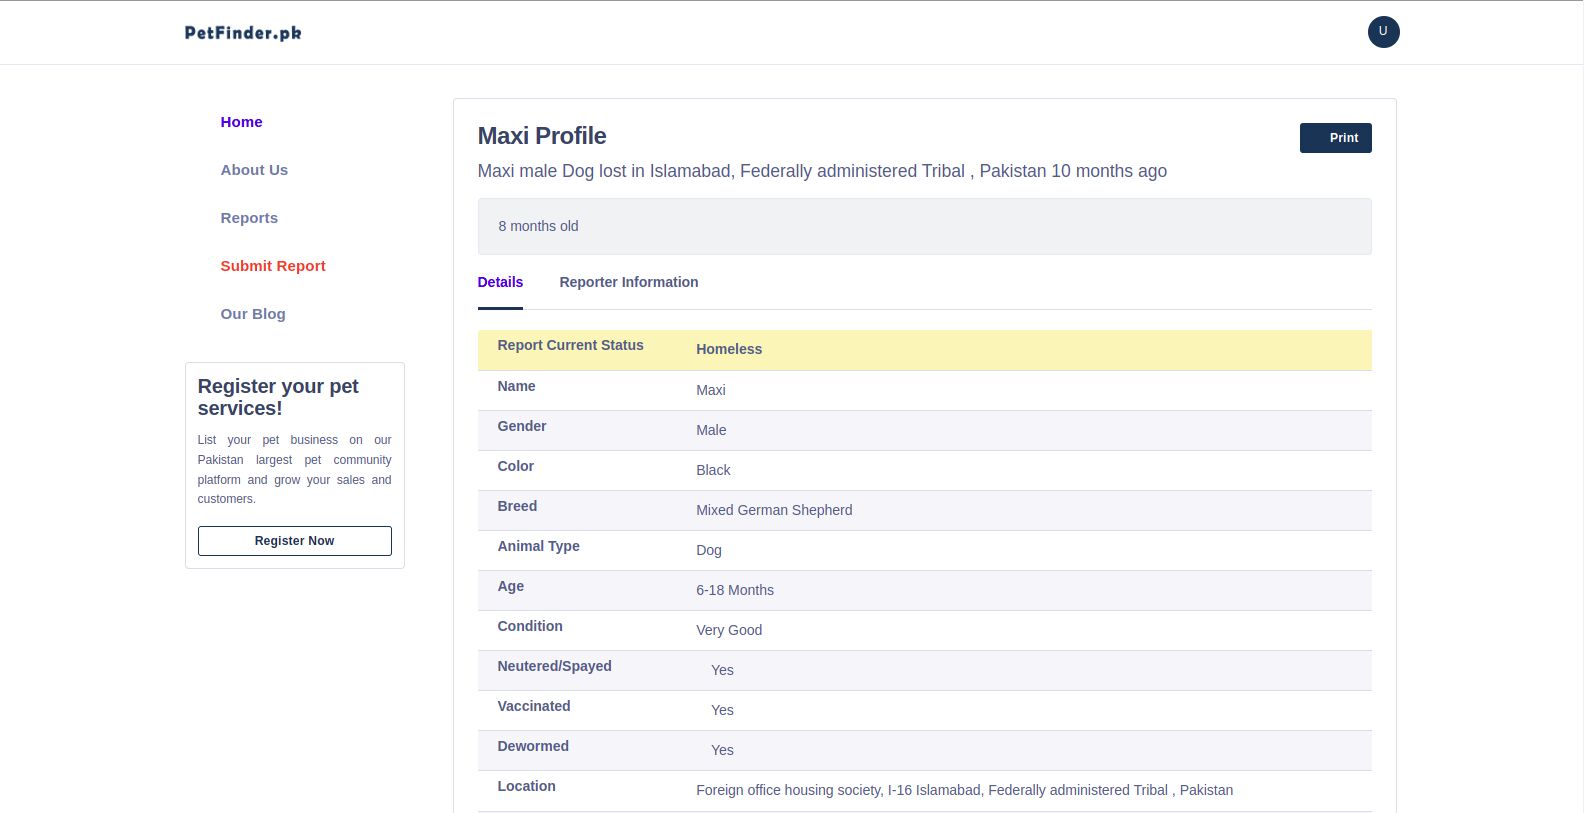 PetFinder.pk
U
Home
About Us
Reports
Submit Report
Our Blog
Register your pet
services!
List your pet business on our
Pakistan largest pet community
platform and grow your sales and
customers.
Register Now
Maxi Profile
Print
Maxi male Dog lost in Islamabad, Federally administered Tribal , Pakistan 10 months ago
8 months old
Details Reporter Information
Report Current Status Homeless
Name Maxi
Gender Male
Color Black
Breed Mixed German Shepherd
Animal Type Dog
Age 6-18 Months
Condition Very Good
Neutered/Spayed Yes
Vaccinated Yes
Dewormed Yes
Location Foreign office housing society, I-16 Islamabad, Federally administered Tribal , Pakistan